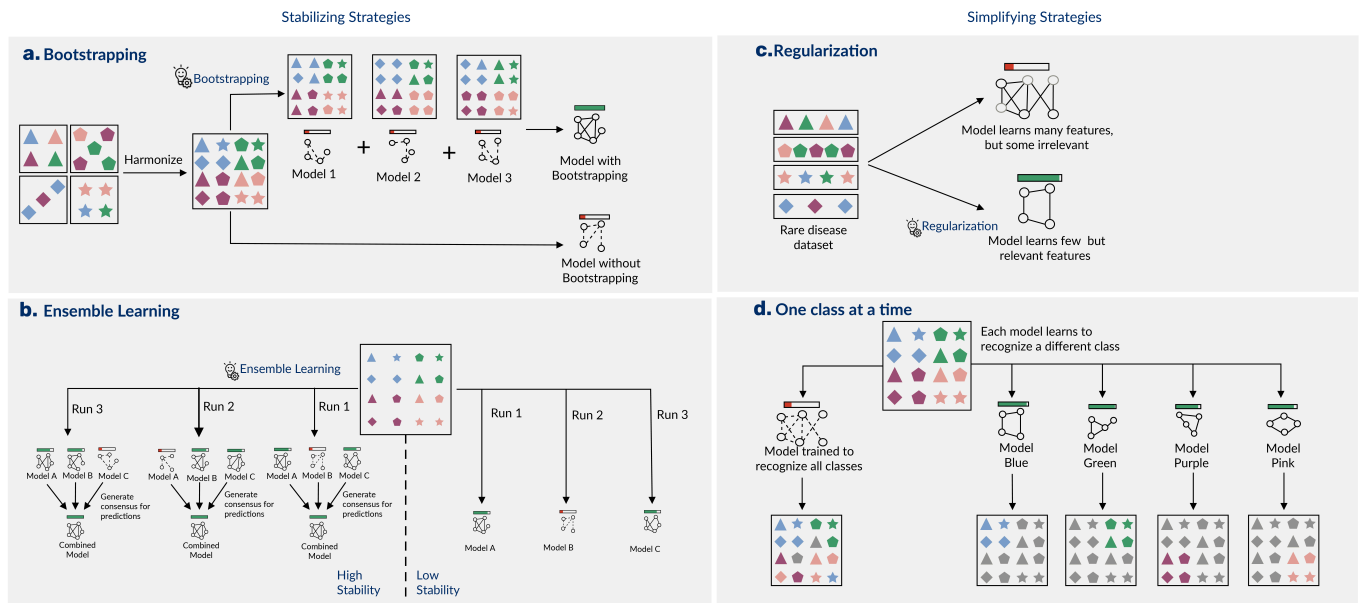 Stabilizing Strategies
Simplifying Strategies
a. Bootstrapping
Bootstrapping
Harmonize
Model 1
+
Model 2
+
Model 3
Model with
Bootstrapping
Model without
Bootstrapping
c. Regularization
Model learns many features,
but some irrelevant
Rare disease
dataset
Regularization
Model learns few but
relevant features
b. Ensemble Learning
Ensemble Learning
Run 3
Run 2
Run 1
Run 1
Run 2
Run 3
Model A
Model B
Model C
Model A
Model B
Model C
Model A
Model B
Model C
Generate
consensus for
predictions
Generate
consensus for
predictions
Generate
consensus for
predictions
Combined
Model
Combined
Model
Combined
Model
Model A
Model B
Model C
High
Stability
Low
Stability
d. One class at a time
Each model learns to
recognize a different class
Model trained to
recognize all classes
Model
Blue
Model
Green
Model
Purple
Model
Pink